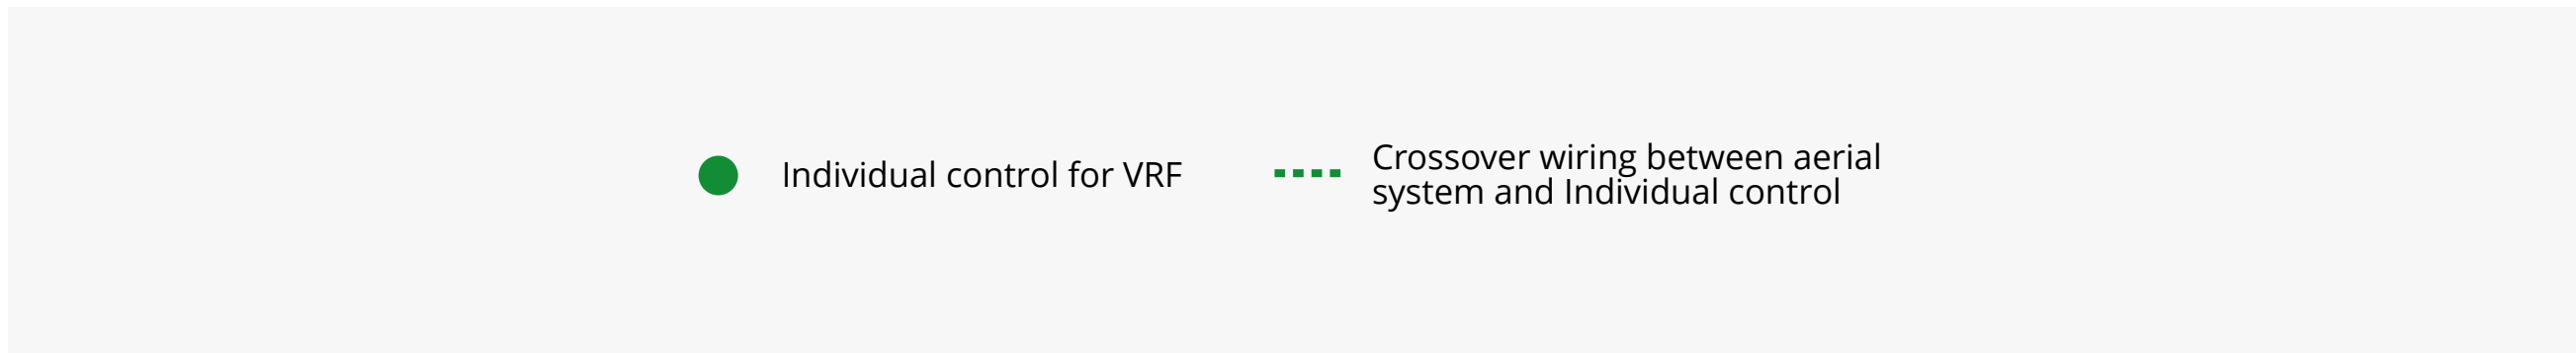 Individual control for VRF
Crossover wiring between aerial
system and Individual control